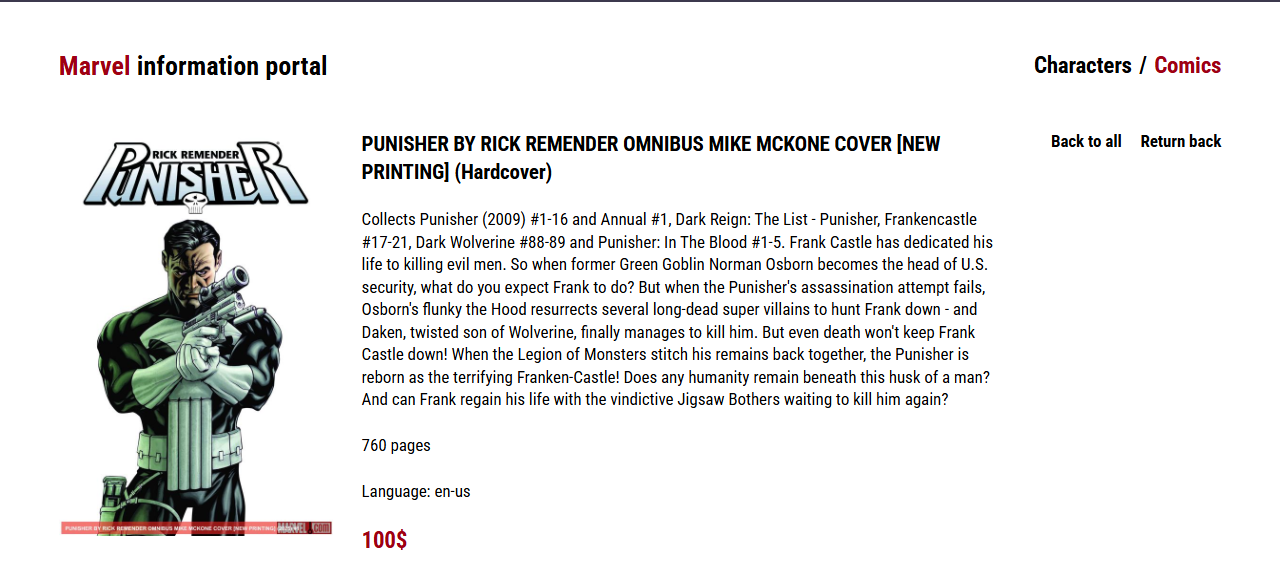 Marvel information portal
Characters / Comics
RICK REMENDER
PUNISHER
PUNISHER BY RICK REMENDER OMNIBUS MIKE MCKONE COVER [NEW
PRINTING] (Hardcover)
Back to all Return back
Collects Punisher (2009) #1-16 and Annual #1, Dark Reign: The List - Punisher, Frankencastle
#17-21, Dark Wolverine #88-89 and Punisher: In The Blood #1-5. Frank Castle has dedicated his
life to killing evil men. So when former Green Goblin Norman Osborn becomes the head of U.S.
security, what do you expect Frank to do? But when the Punisher's assassination attempt fails,
Osborn's flunky the Hood resurrects several long-dead super villains to hunt Frank down - and
Daken, twisted son of Wolverine, finally manages to kill him. But even death won't keep Frank
Castle down! When the Legion of Monsters stitch his remains back together, the Punisher is
reborn as the terrifying Franken-Castle! Does any humanity remain beneath this husk of a man?
And can Frank regain his life with the vindictive Jigsaw Bothers waiting to kill him again?
760 pages
Language: en-us
PUNISHER BY RICK REMENDER OMNIBUS MIKE MCKONE COVER [NEW PRINTING]
MARVEL.COM
100$